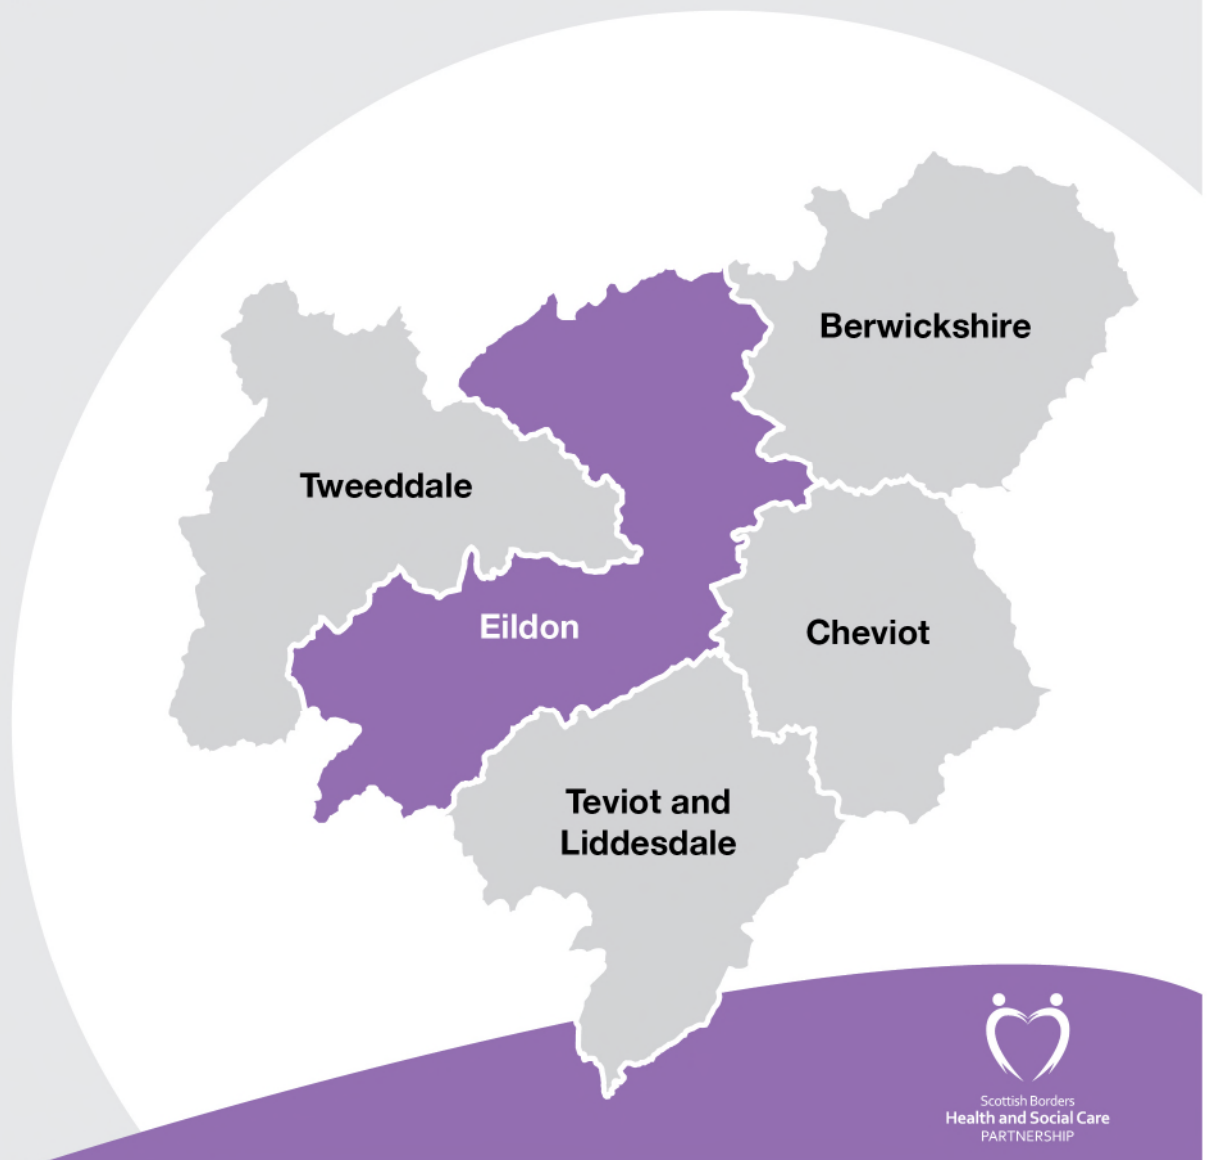 Berwickshire
Tweeddale
Eildon
Cheviot
Teviot and
Liddesdale
Scottish Borders
Health and Social Care
PARTNERSHIP